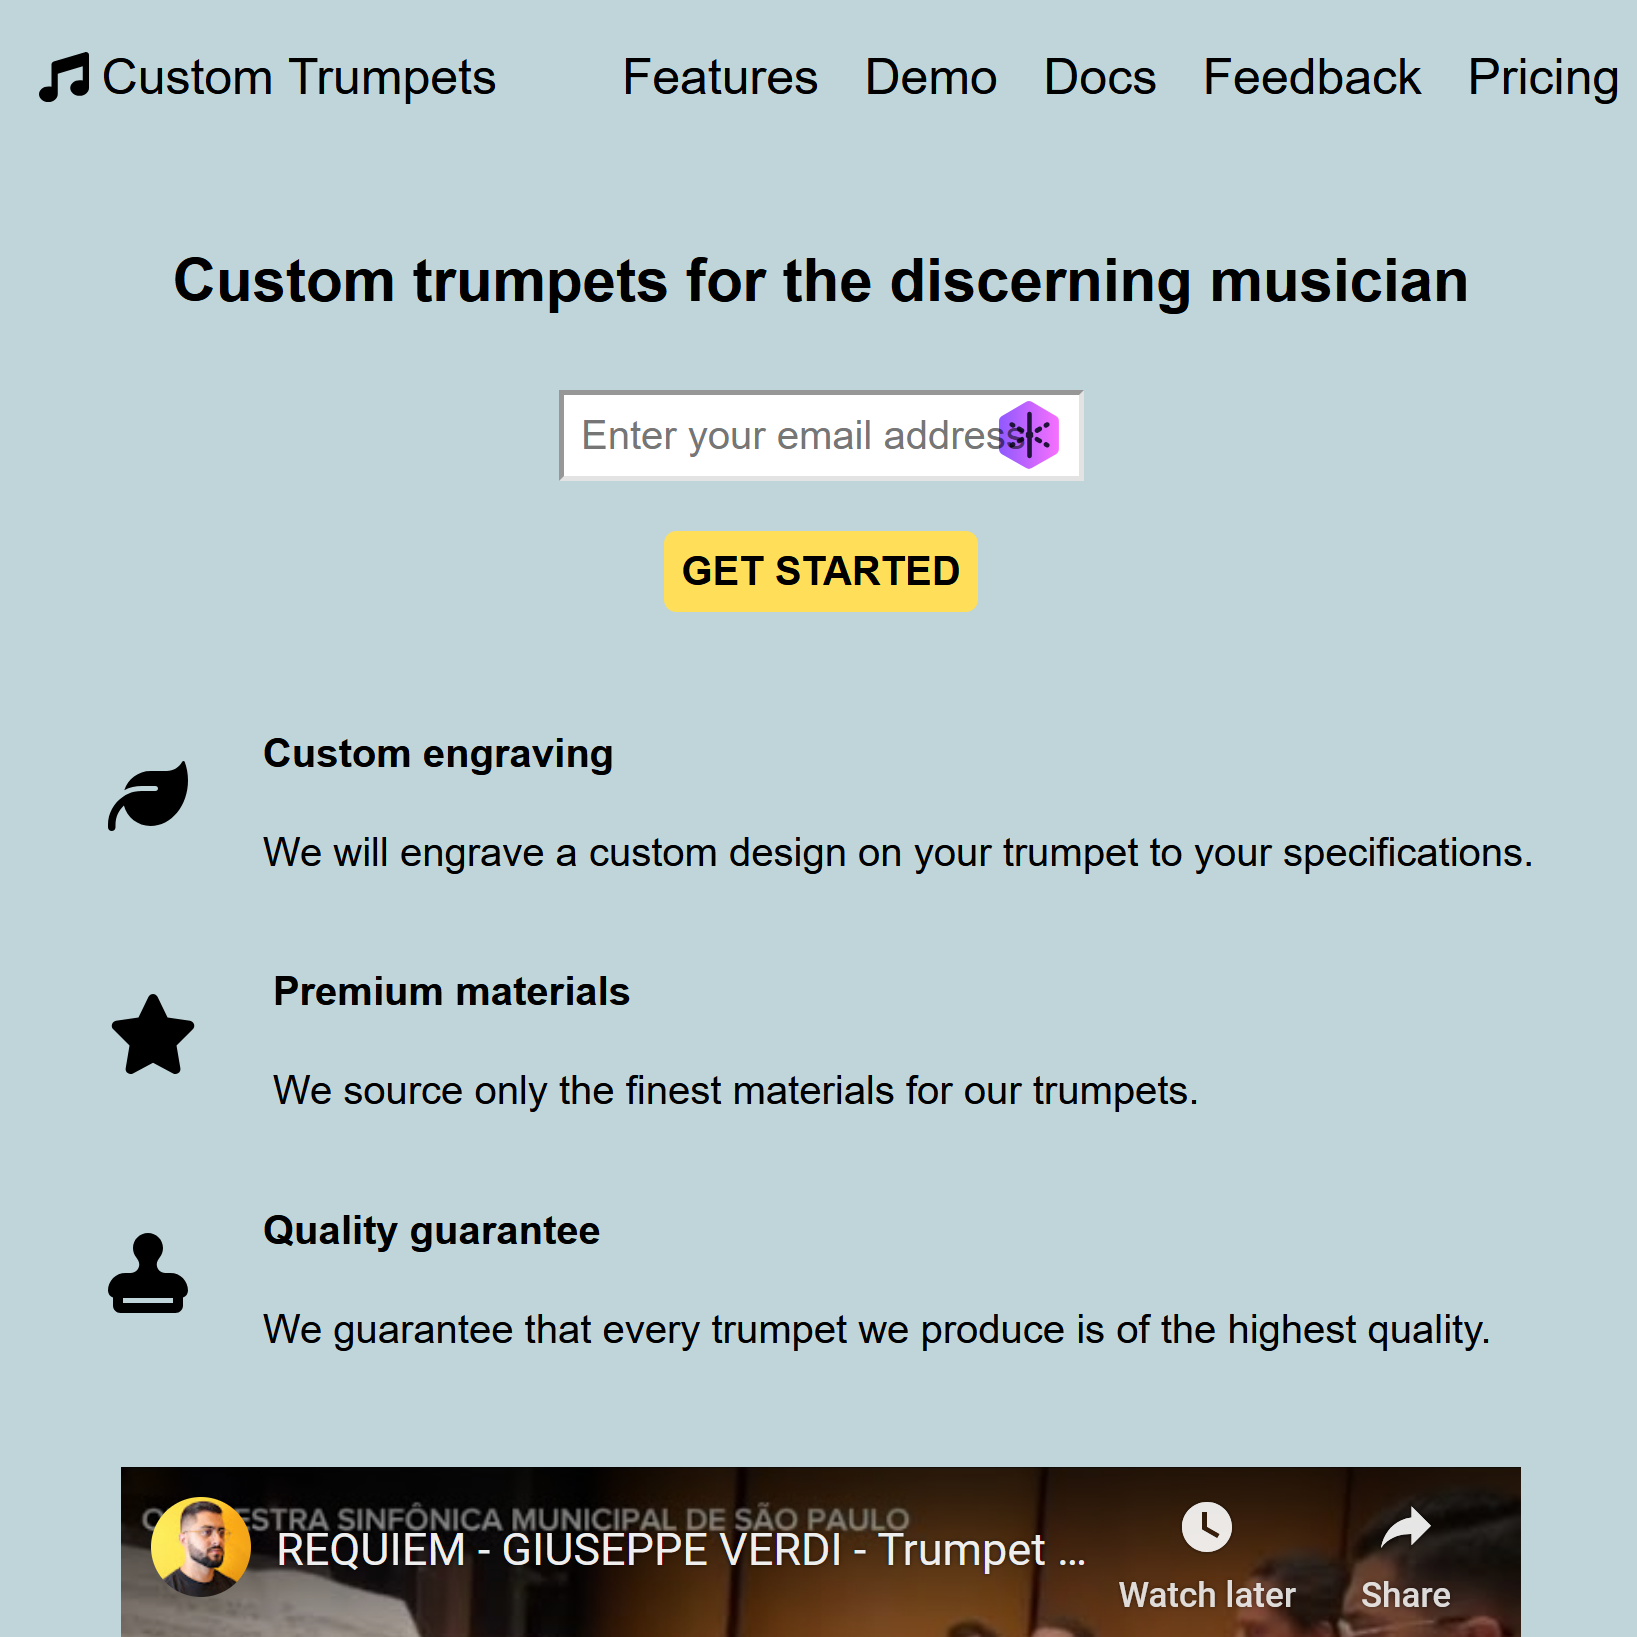 Custom Trumpets Features Demo Docs Feedback Pricing
Custom trumpets for the discerning musician
Enter your email address
GET STARTED
Custom engraving
We will engrave a custom design on your trumpet to your specifications.
Premium materials
We source only the finest materials for our trumpets.
Quality guarantee
We guarantee that every trumpet we produce is of the highest quality.
SINFÔNICA MUNICIPAL DE SÃO PAULO
REQUIEM - GIUSEPPE VERDI - Trumpet ...
Watch later Share